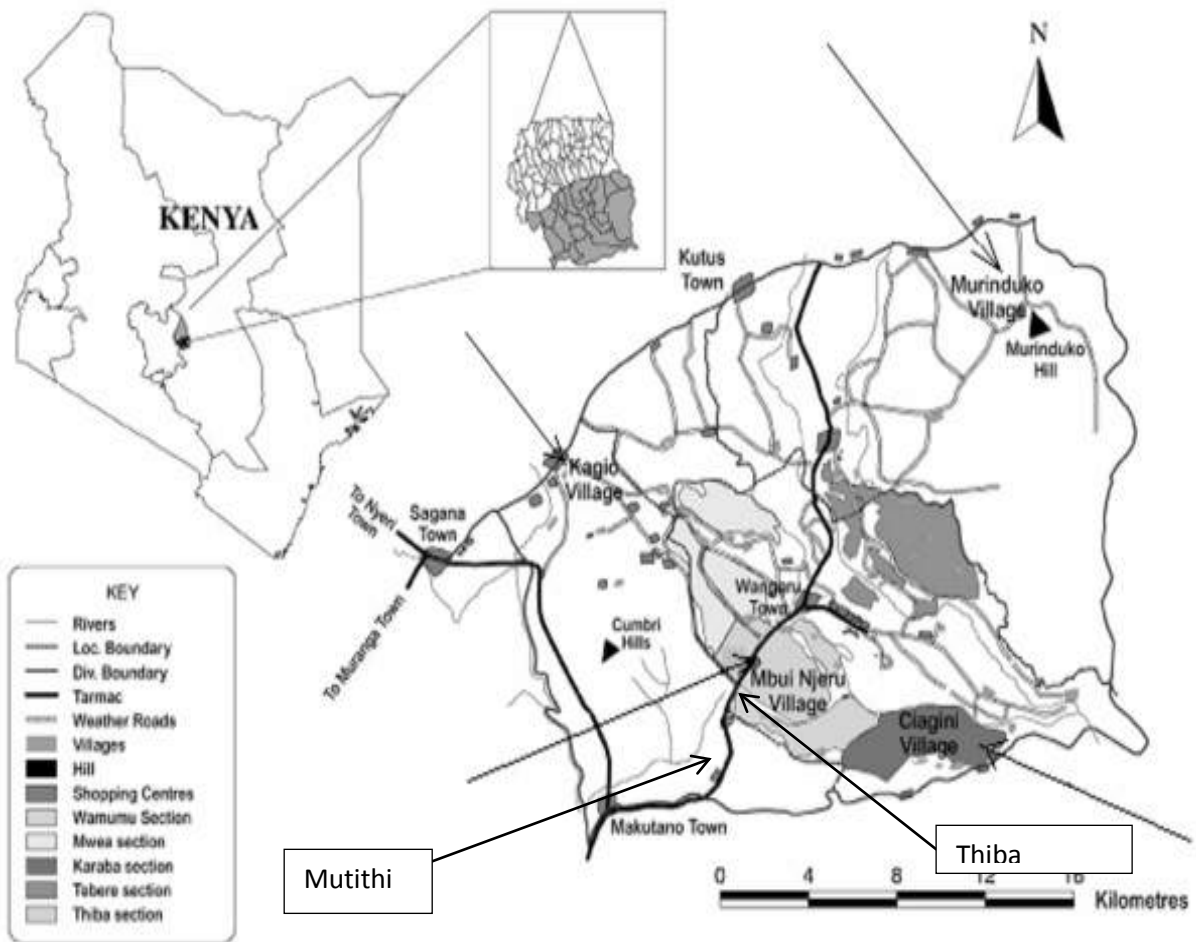 KENYA
N
Kutus
Town
Murinduko
Village
Murinduko
Hill
Kagio
Village
To Nyeri
Town
Sagana
Town
To Muranga Town
Wanguru
Town
Cumbri
Hills
Mbui Njeru
Village
Ciagini
Village
Makutano Town
Mutithi
Thiba
0 4 8 12 16
Kilometres
KEY
Rivers
Loc. Boundary
Div. Boundary
Tarmac
Weather Roads
Villages
Hill
Shopping Centres
Wamumu Section
Mwea section
Karaba section
Tebere section
Thiba section